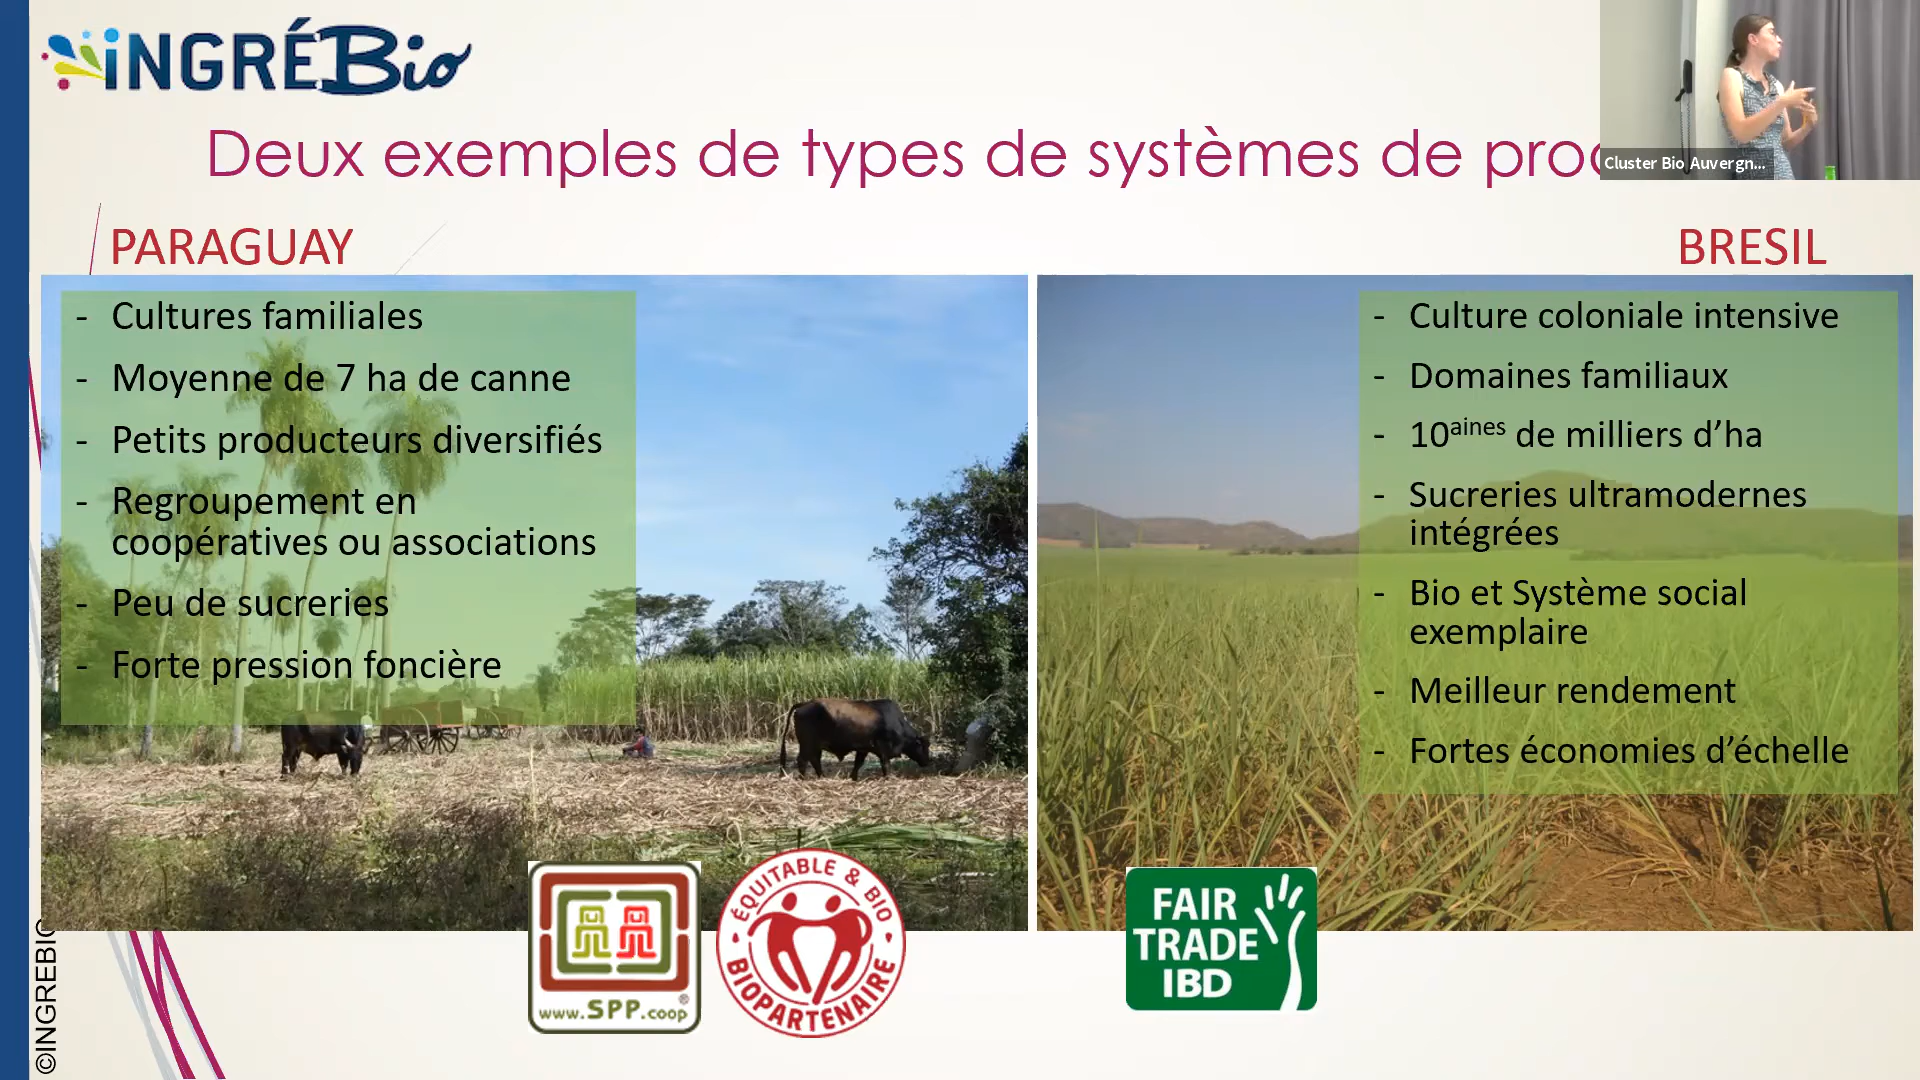 iNGRÉBio
Deux exemples de types de systèmes de
Cluster Bio Auvergn...
PARAGUAY
BRESIL
- Cultures familiales
- Moyenne de 7 ha de canne
- Petits producteurs diversifiés
- Regroupement en
coopératives ou associations
- Peu de sucreries
- Forte pression foncière
- Culture coloniale intensive
- Domaines familiaux
- 10aines de milliers d’ha
- Sucreries ultramodernes
intégrées
- Bio et Système social
exemplaire
- Meilleur rendement
- Fortes économies d’échelle
www.SPP.coop®
ÉQUITABLE & BIO
BIOPARTENAIRE
FAIR
TRADE
IBD
©INGREBIO